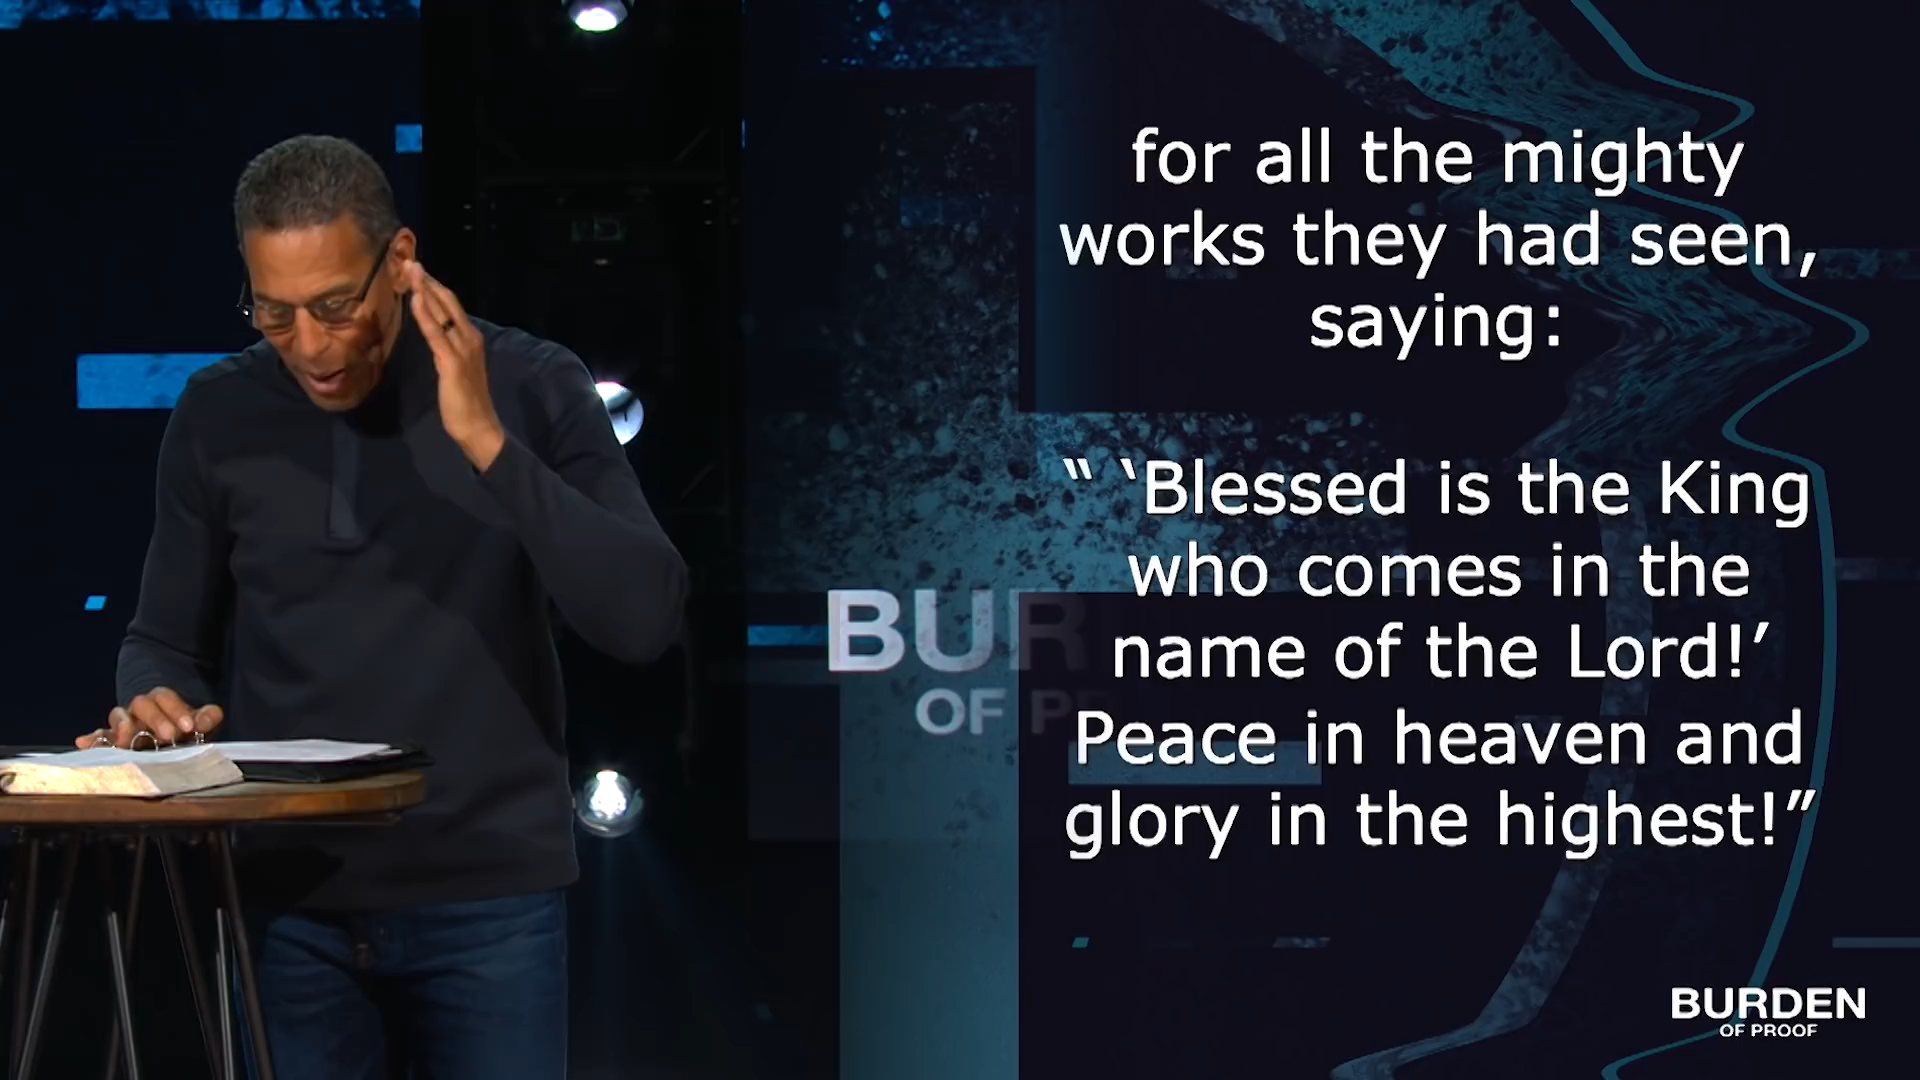 for all the mighty
works they had seen,
saying:
“ ‘Blessed is the King
who comes in the
name of the Lord!’
Peace in heaven and
glory in the highest!”
BUR
OF P
BURDEN
OF PROOF